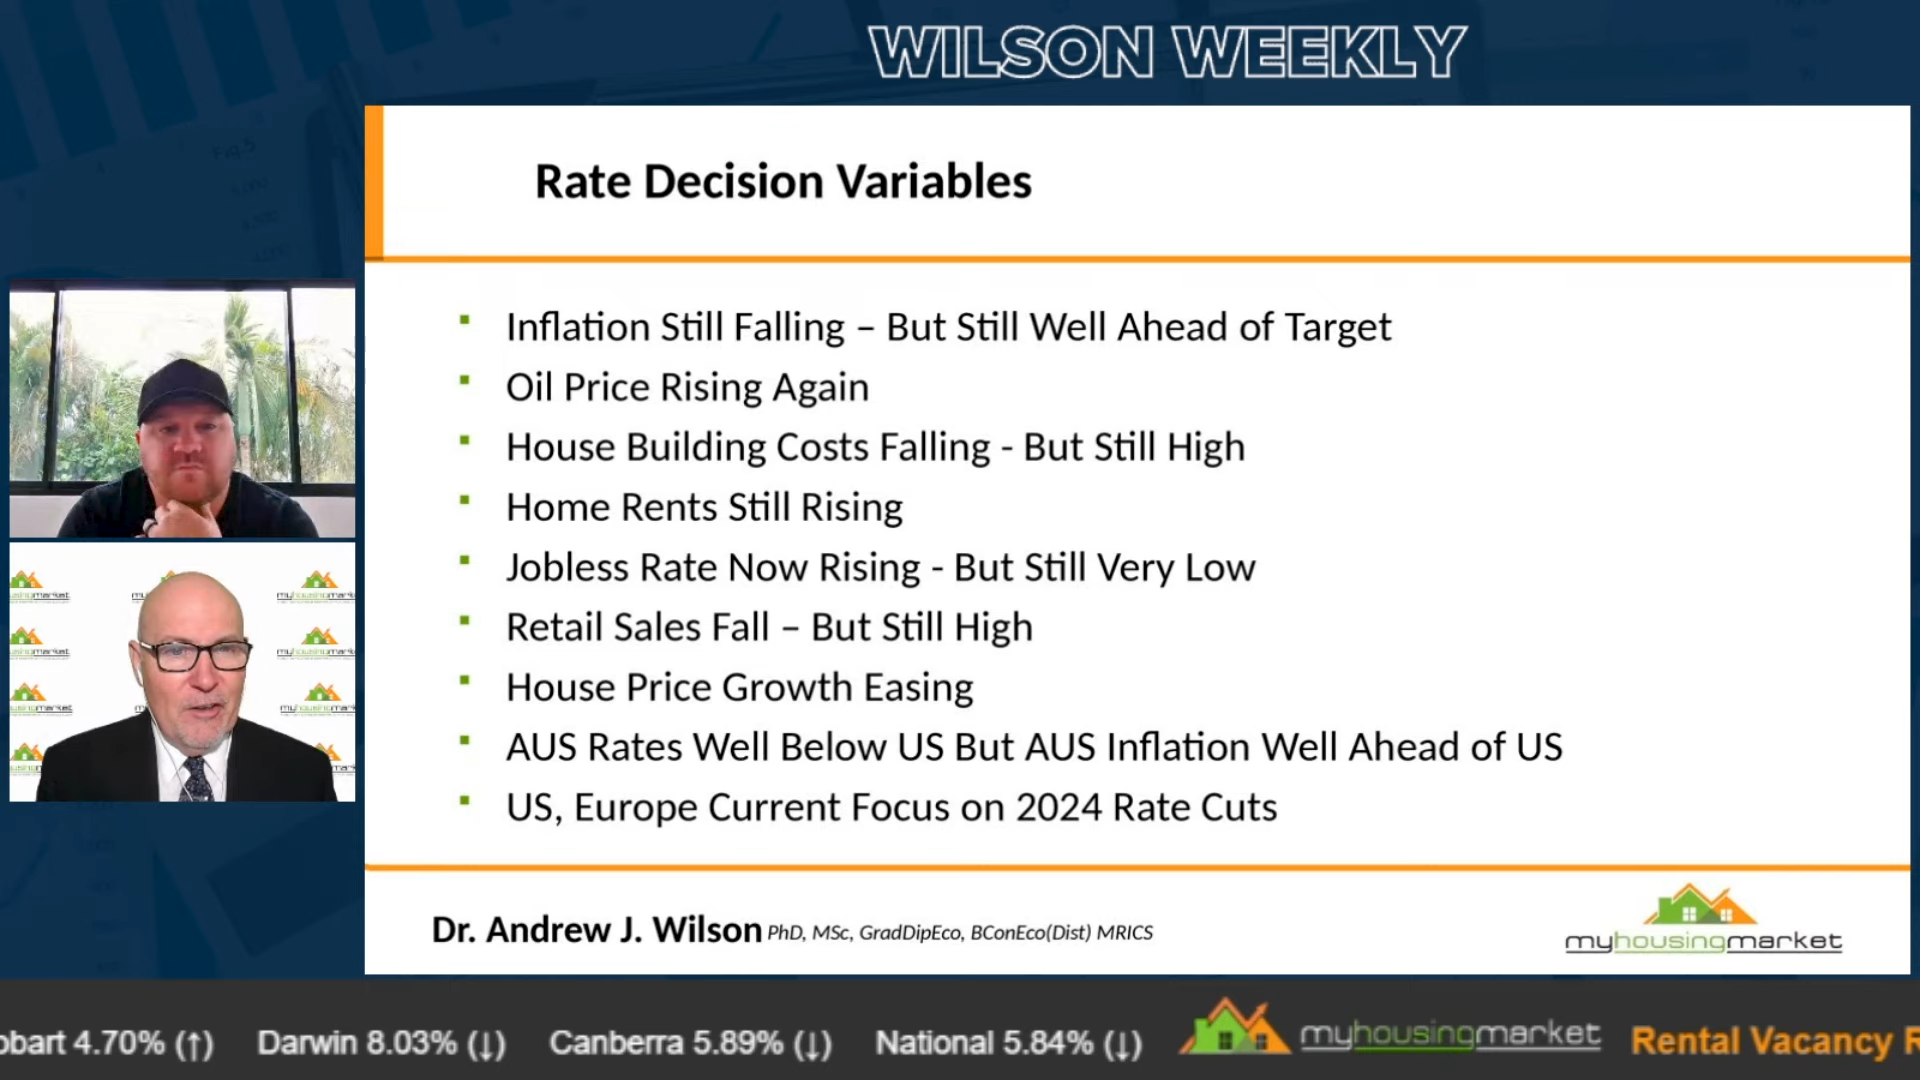 WILSON WEEKLY
Rate Decision Variables
Inflation Still Falling – But Still Well Ahead of Target
Oil Price Rising Again
House Building Costs Falling - But Still High
Home Rents Still Rising
Jobless Rate Now Rising - But Still Very Low
Retail Sales Fall – But Still High
House Price Growth Easing
AUS Rates Well Below US But AUS Inflation Well Ahead of US
US, Europe Current Focus on 2024 Rate Cuts
Dr. Andrew J. Wilson PhD, MSc, GradDipEco, BConEco(Dist) MRICS
myhousingmarket
obart 4.70% (↑) Darwin 8.03% (↓) Canberra 5.89% (↓) National 5.84% (↓) myhousingmarket Rental Vacancy R